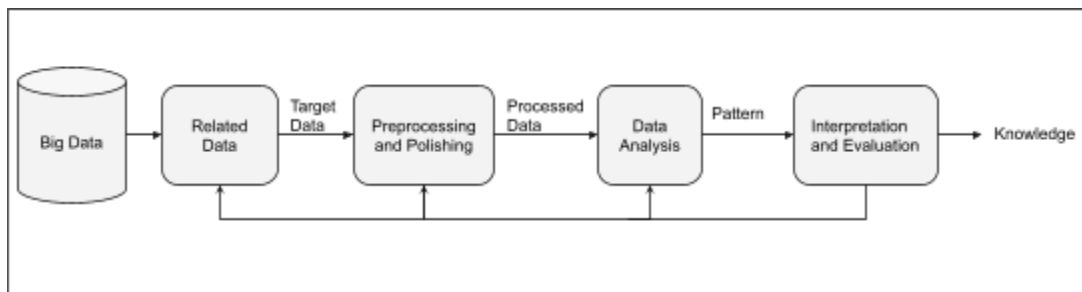 Big Data
Related
Data
Target
Data
Preprocessing
and Polishing
Processed
Data
Data
Analysis
Pattern
Interpretation
and Evaluation
Knowledge